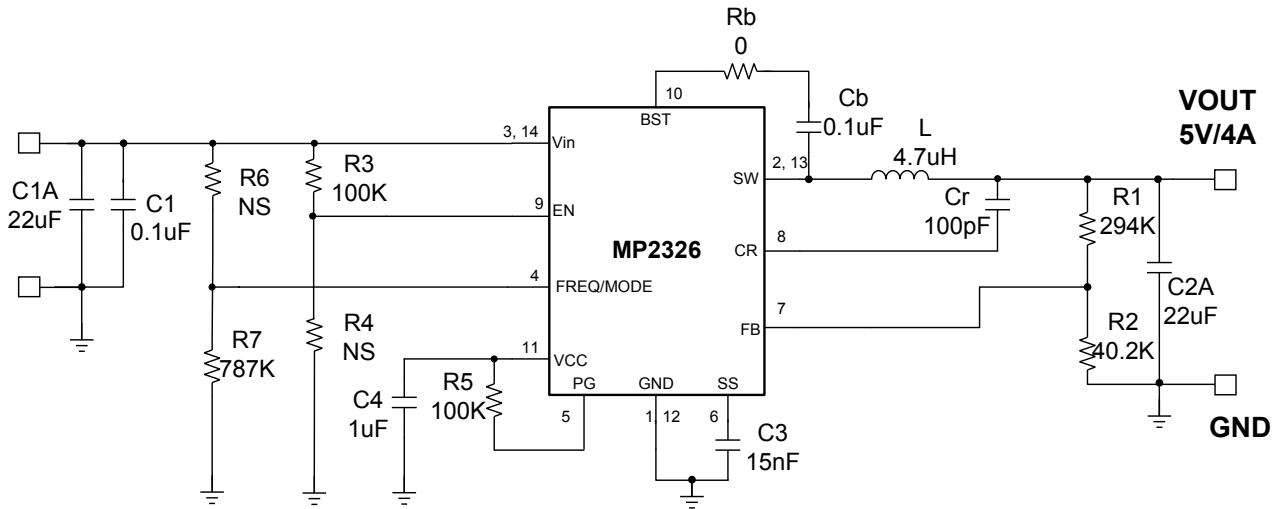 Rb
0
10
BST
Cb
0.1uF
VOUT
5V/4A
3, 14
Vin
L
4.7uH
2, 13
SW
R6
NS
R3
100K
C1A
22uF
C1
0.1uF
Cr
100pF
R1
294K
9
EN
MP2326
8
CR
4
FREQ/MODE
C2A
22uF
7
FB
R7
787K
R4
NS
R2
40.2K
11
VCC
PG
GND
SS
R5
100K
C4
1uF
5
1, 12
6
C3
15nF
GND